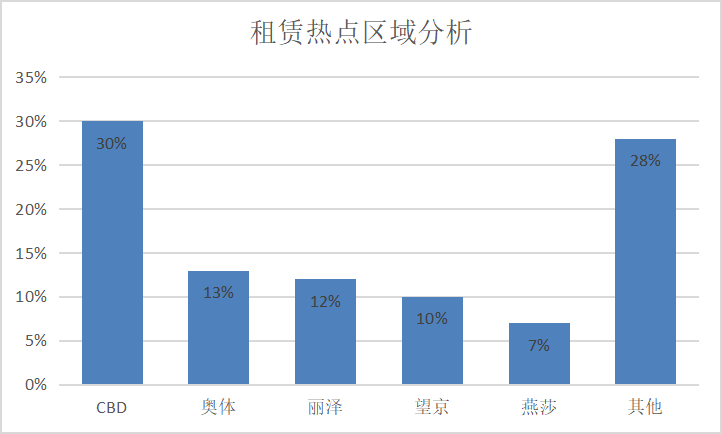 租赁热点区域分析
35%
30%
25%
20%
15%
10%
5%
0%
30%
13%
12%
10%
7%
28%
CBD
奥体
丽泽
望京
燕莎
其他